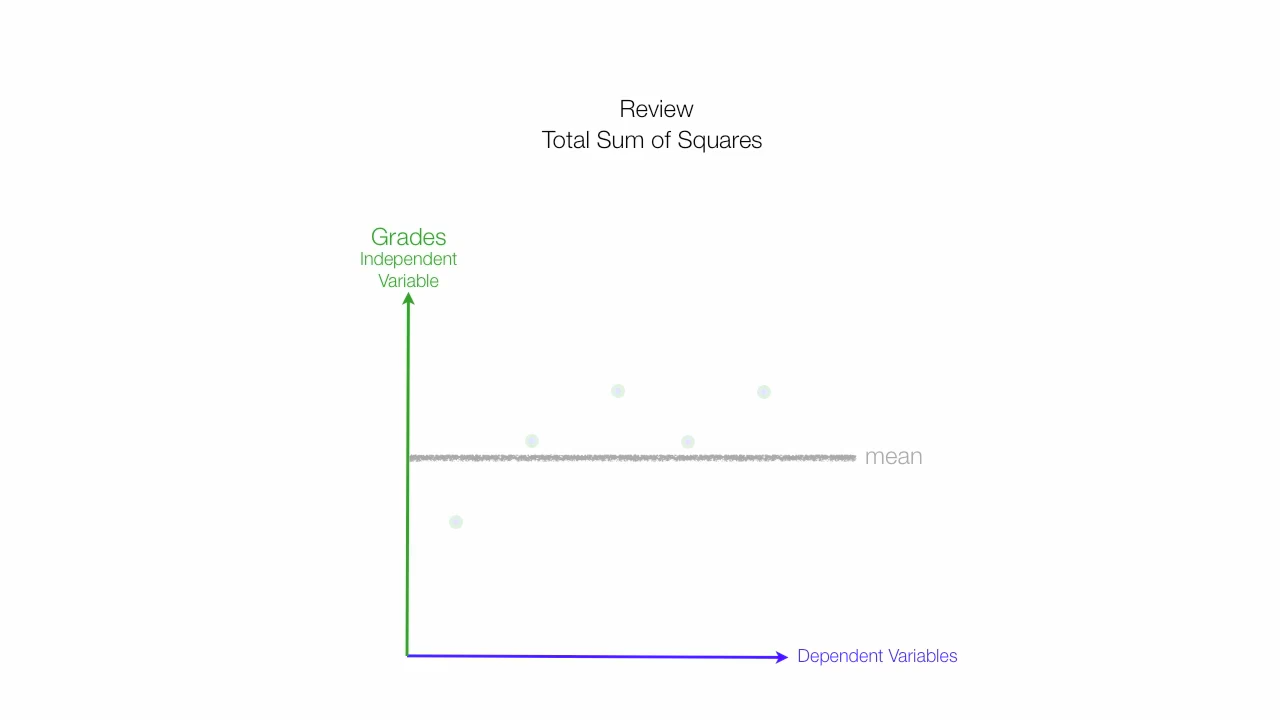 Review
Total Sum of Squares
Grades
Independent
Variable
mean
Dependent Variables